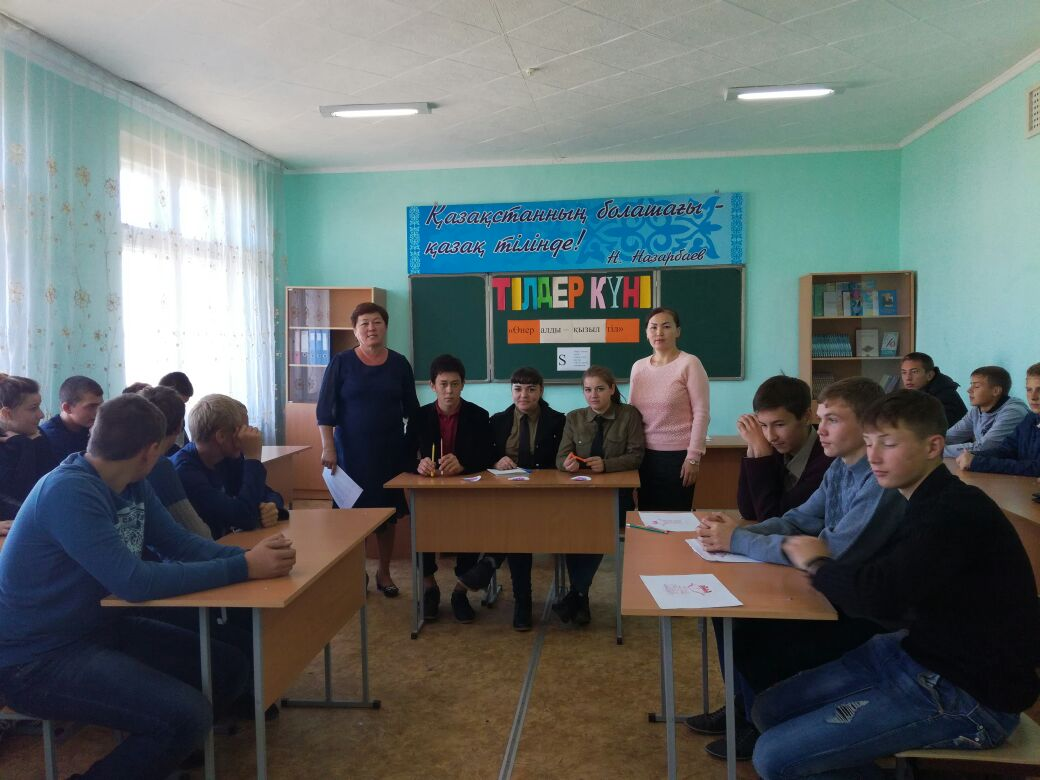 Қазақстанның болашағы -
қазақ тілінде!
Н. Назарбаев
ТІЛДЕР КҮНІ
«Өнер алды – қызыл тіл»
S